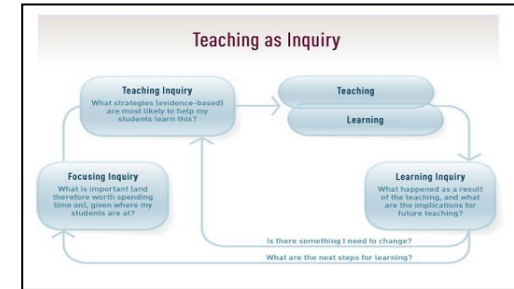 Teaching as Inquiry
Teaching Inquiry
What strategies (evidence-based)
are most likely to help my
students learn this?
Teaching
Learning
Focusing Inquiry
What is important (and
therefore worth spending
time on), given where my
students are at?
Learning Inquiry
What happened as a result
of the teaching, and what
are the implications for
future teaching?
Is there something I need to change?
What are the next steps for learning?